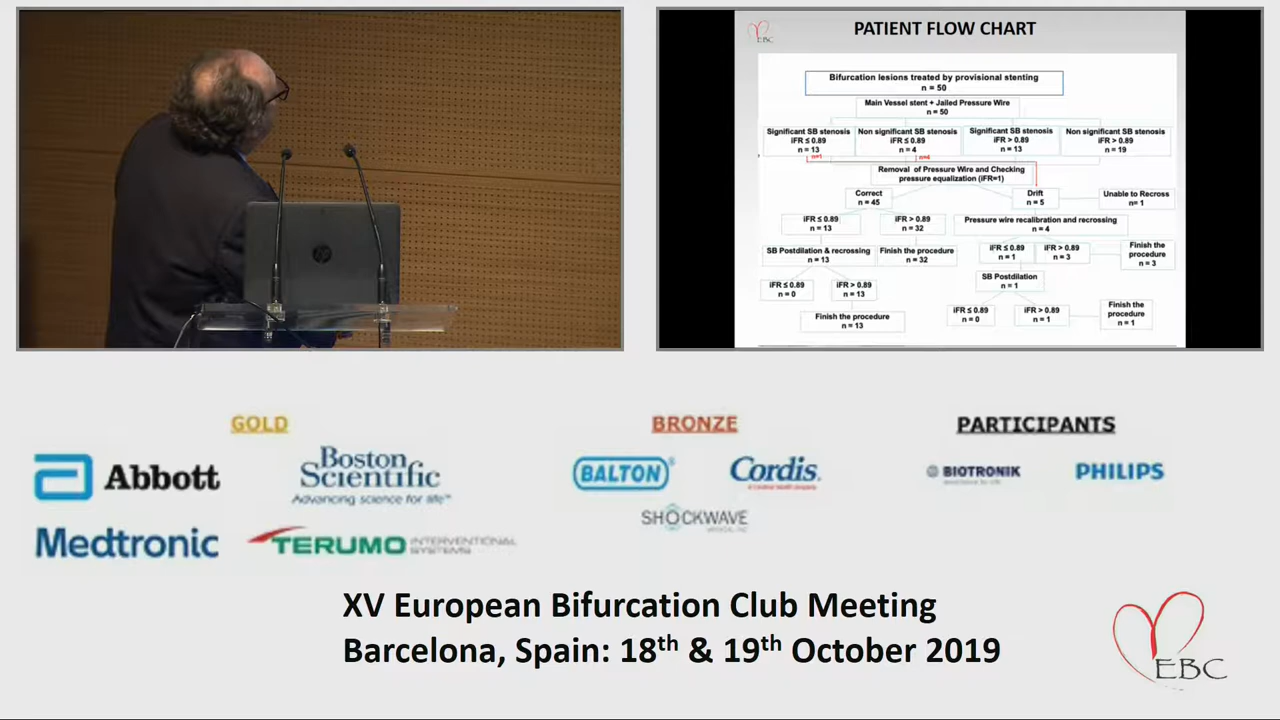 PATIENT FLOW CHART
EBC
Bifurcation lesions treated by provisional stenting
n = 50
Main Vessel stent + Jailed Pressure Wire
n = 50
Significant SB stenosis
iFR ≤ 0.89
n = 13
Non significant SB stenosis
iFR ≤ 0.89
n = 4
Significant SB stenosis
iFR > 0.89
n = 13
Non significant SB stenosis
iFR > 0.89
n = 19
n=1
n=4
Removal of Pressure Wire and Checking
pressure equalization (iFR=1)
Correct
n = 45
Drift
n = 5
Unable to Recross
n= 1
iFR ≤ 0.89
n = 13
iFR > 0.89
n = 32
Pressure wire recalibration and recrossing
n = 4
SB Postdilation & recrossing
n = 13
Finish the procedure
n = 32
iFR ≤ 0.89
n = 1
iFR > 0.89
n = 3
Finish the
procedure
n = 3
SB Postdilation
n = 1
iFR ≤ 0.89
n = 0
iFR > 0.89
n = 13
iFR ≤ 0.89
n = 0
iFR > 0.89
n = 1
Finish the
procedure
n = 1
Finish the procedure
n = 13
hp
GOLD
BRONZE
PARTICIPANTS
Abbott
Boston
Scientific
Advancing science for life™
BALTON®
Cordis.
BIOTRONIK
PHILIPS
SHOCKWAVE
Medtronic
TERUMO INTERVENTIONAL
SYSTEMS
XV European Bifurcation Club Meeting
Barcelona, Spain: 18th & 19th October 2019
EBC